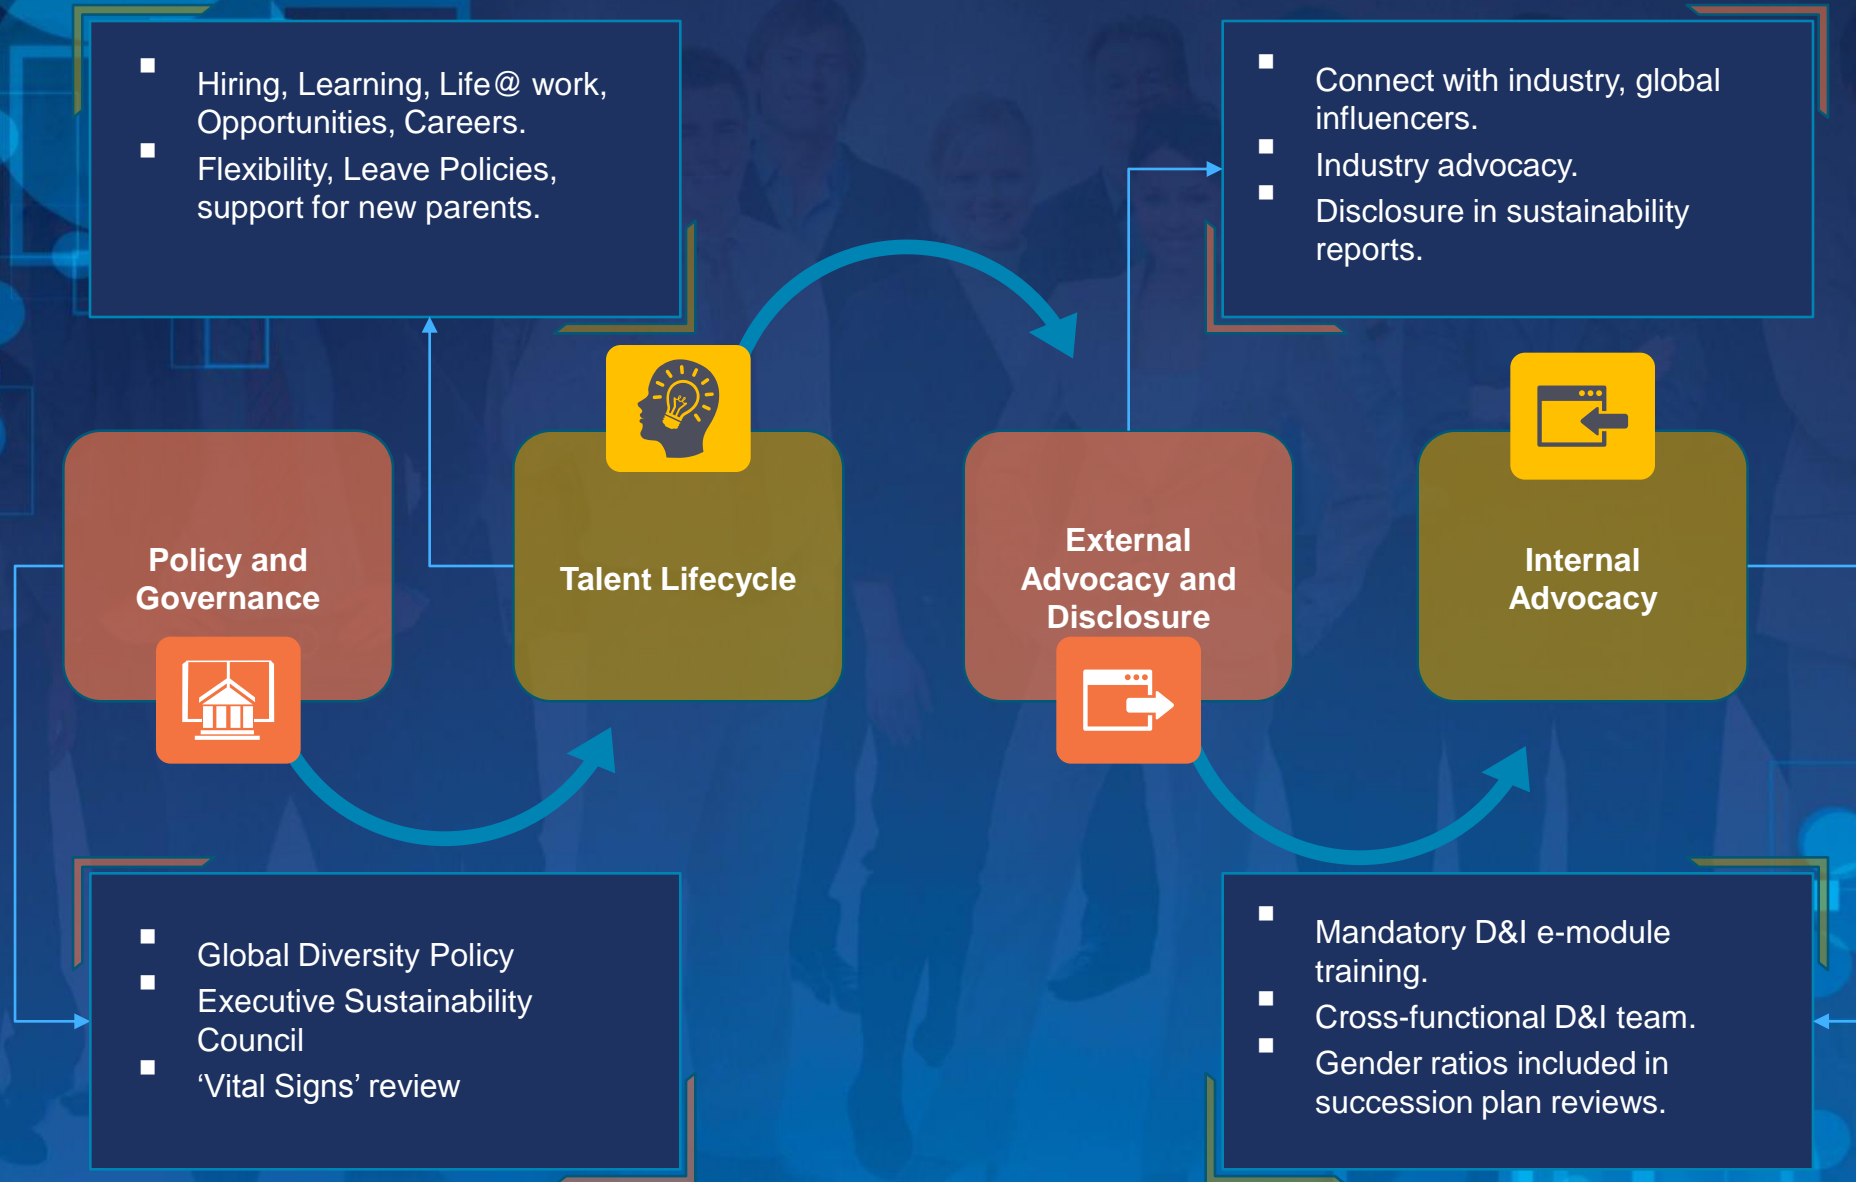 Hiring, Learning, Life@ work,
Opportunities, Careers.
Flexibility, Leave Policies,
support for new parents.
Connect with industry, global
influencers.
Industry advocacy.
Disclosure in sustainability
reports.
Policy and
Governance
Talent Lifecycle
External
Advocacy and
Disclosure
Internal
Advocacy
Global Diversity Policy
Executive Sustainability
Council
‘Vital Signs’ review
Mandatory D&I e-module
training.
Cross-functional D&I team.
Gender ratios included in
succession plan reviews.